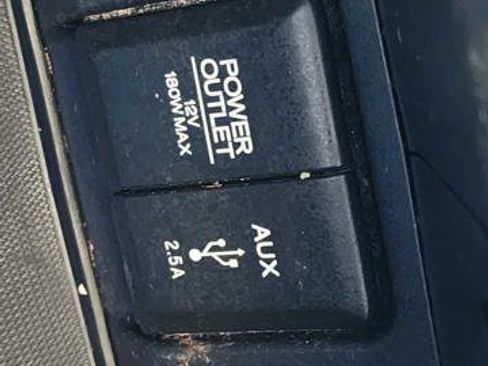 POWER
OUTLET
12V
180W MAX
AUX
2.5A